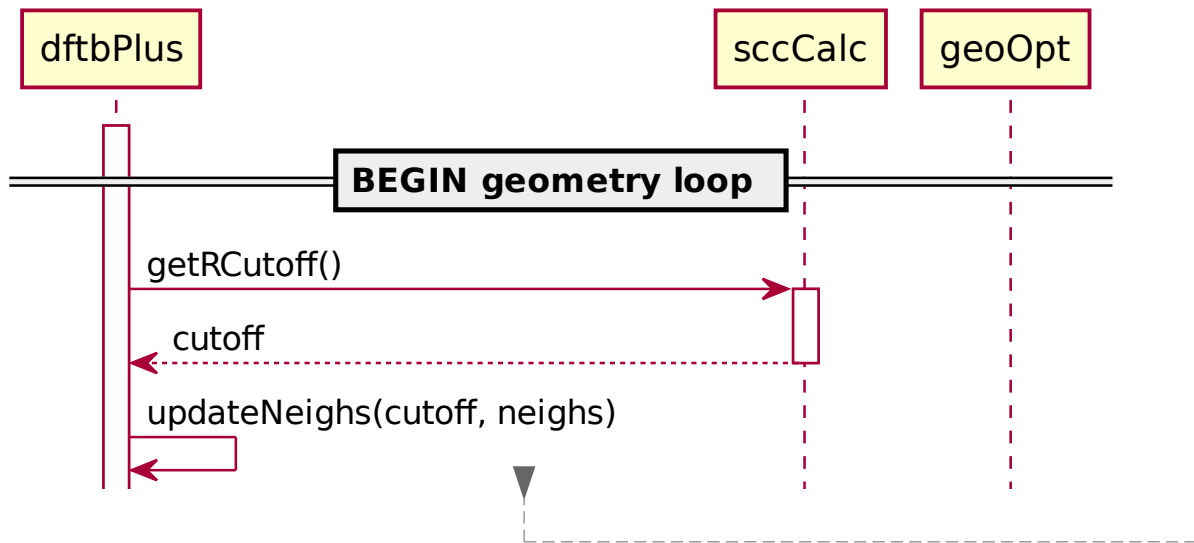 dftbPlus
sccCalc
geoOpt
BEGIN geometry loop
getRCutoff()
cutoff
updateNeighs(cutoff, neighs)